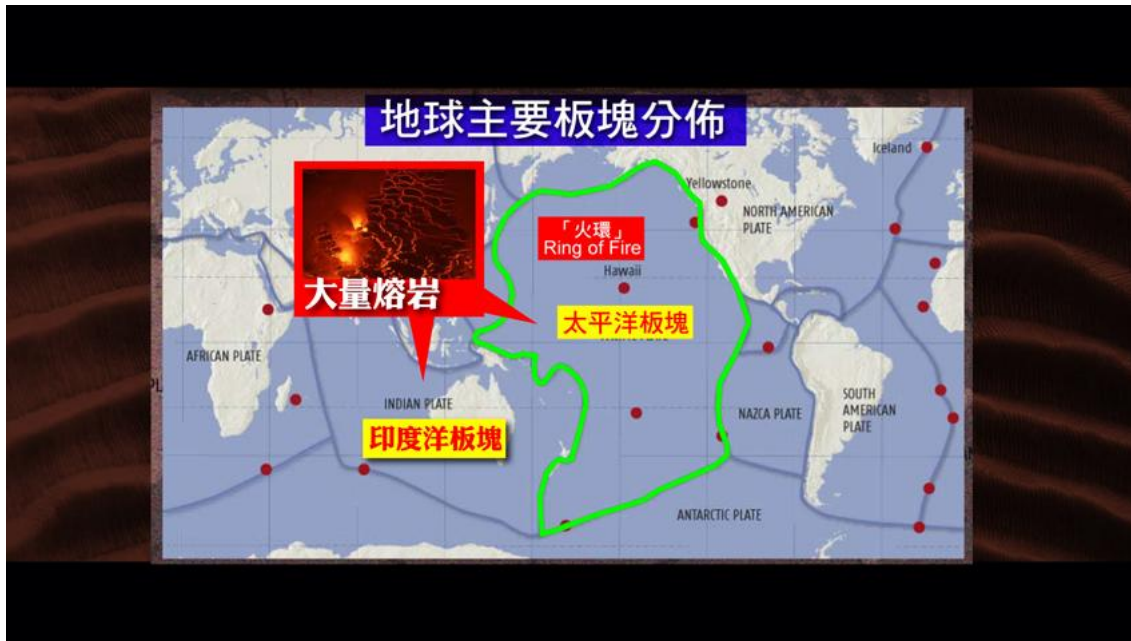 地球主要板塊分佈
Iceland
Yellowstone
NORTH AMERICAN
PLATE
「火環」
Ring of Fire
Hawaii
大量熔岩
太平洋板塊
AFRICAN PLATE
INDIAN PLATE
印度洋板塊
NAZCA PLATE
SOUTH
AMERICAN
PLATE
ANTARCTIC PLATE